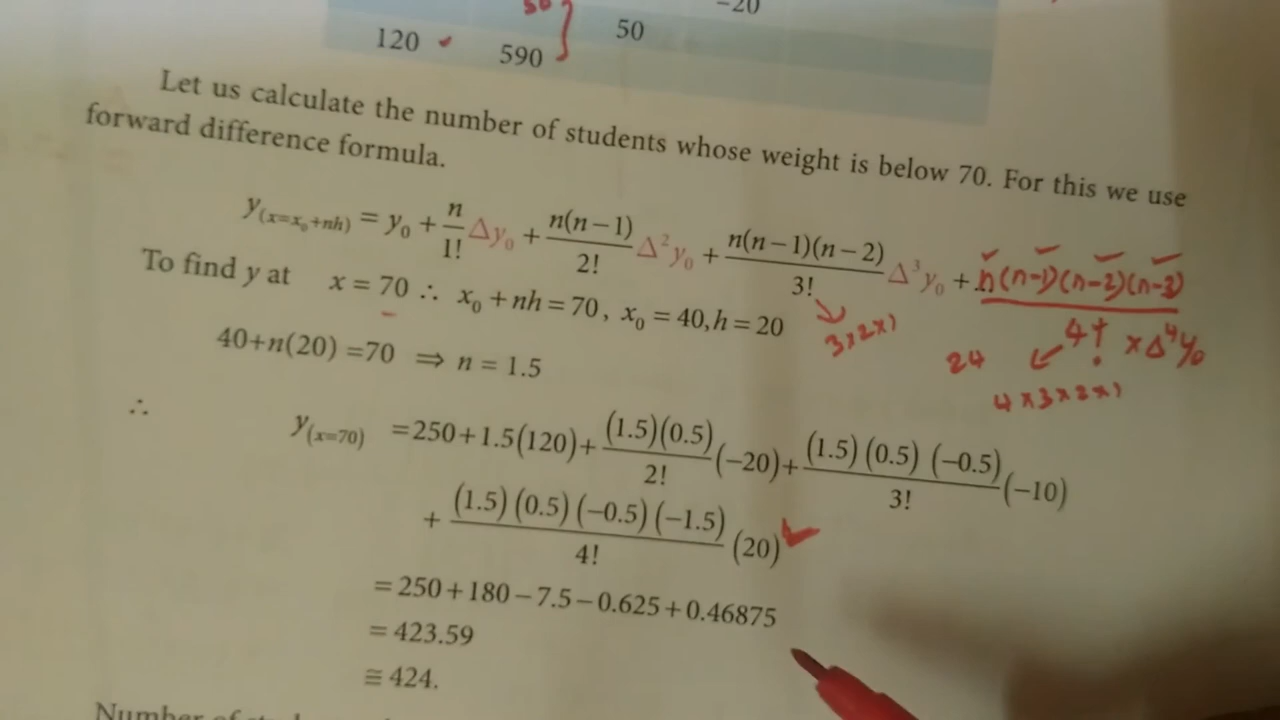 50 -20
120 ✓ 590 } 50
Let us calculate the number of students whose weight is below 70. For this we use
forward difference formula.
y₍ₓ₌ₓ₀₊ₙₕ₎ = y₀ + n/1! Δy₀ + n(n−1)/2! Δ²y₀ + n(n−1)(n−2)/3! Δ³y₀ + n(n-1)(n-2)(n-3)/4! × Δ⁴y₀
To find y at x = 70 ∴ x₀ + nh = 70, x₀ = 40, h = 20
3×2×1
24
4×3×2×1
40+n(20) =70 ⇒ n = 1.5
∴ y₍ₓ₌₇₀₎ =250+1.5(120)+ (1.5)(0.5)/2! (−20)+ (1.5)(0.5)(−0.5)/3! (−10)
+ (1.5)(0.5)(−0.5)(−1.5)/4! (20) ✓
= 250+180−7.5−0.625+0.46875
= 423.59
≅ 424.
Number of